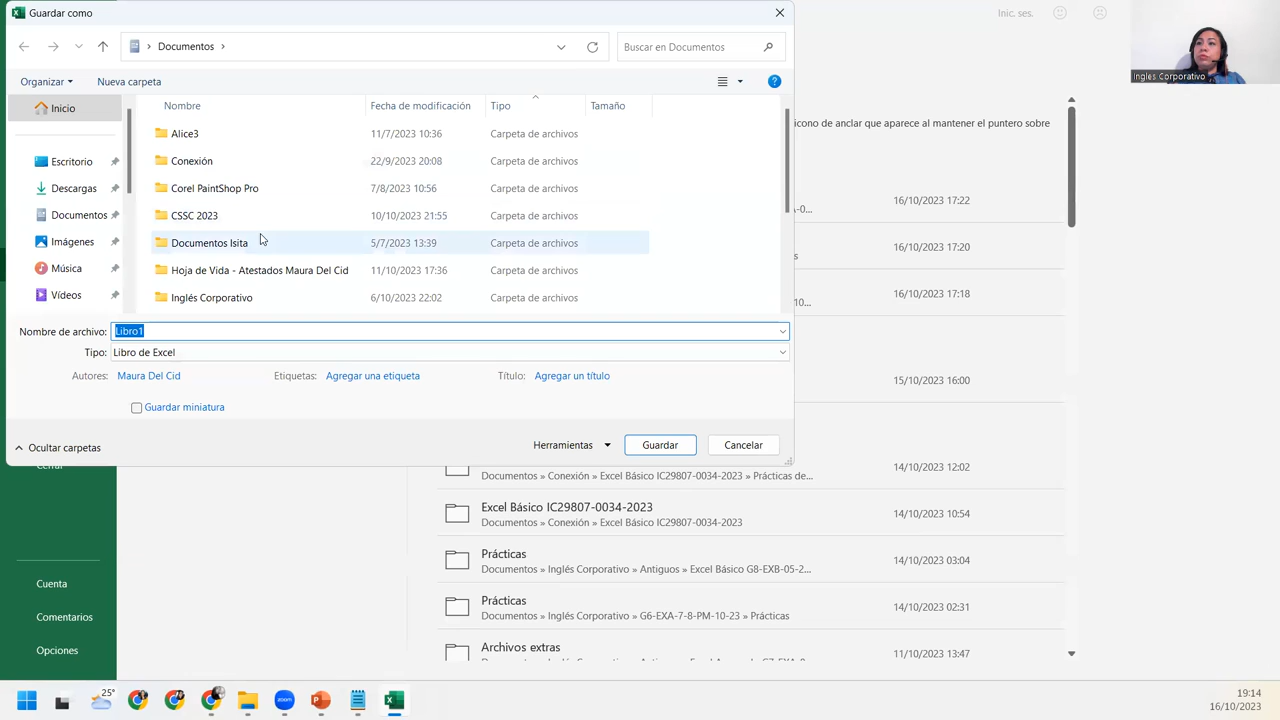 Guardar como
Inic. ses.
Documentos
Buscar en Documentos
Ingles Corporativo
Organizar
Nueva carpeta
Inicio
Nombre
Fecha de modificación
Tipo
Tamaño
icono de anclar que aparece al mantener el puntero sobre
Alice3
11/7/2023 10:36
Carpeta de archivos
Escritorio
Conexión
22/9/2023 20:08
Carpeta de archivos
Descargas
Corel PaintShop Pro
7/8/2023 10:56
Carpeta de archivos
16/10/2023 17:22
Documentos
CSSC 2023
10/10/2023 21:55
Carpeta de archivos
-0...
Imágenes
Documentos Isita
5/7/2023 13:39
Carpeta de archivos
16/10/2023 17:20
Música
Hoja de Vida - Atestados Maura Del Cid
11/10/2023 17:36
Carpeta de archivos
Vídeos
Inglés Corporativo
6/10/2023 22:02
Carpeta de archivos
16/10/2023 17:18
10...
Nombre de archivo:
Libro1
Tipo:
Libro de Excel
Autores:
Maura Del Cid
Etiquetas:
Agregar una etiqueta
Título:
Agregar un título
15/10/2023 16:00
Guardar miniatura
Ocultar carpetas
Herramientas
Guardar
Cancelar
14/10/2023 12:02
Documentos » Conexión » Excel Básico IC29807-0034-2023 » Prácticas de...
Excel Básico IC29807-0034-2023
14/10/2023 10:54
Documentos » Conexión » Excel Básico IC29807-0034-2023
Prácticas
14/10/2023 03:04
Documentos » Inglés Corporativo » Antiguos » Excel Básico G8-EXB-05-2...
Cuenta
Prácticas
14/10/2023 02:31
Documentos » Inglés Corporativo » G6-EXA-7-8-PM-10-23 » Prácticas
Comentarios
Archivos extras
11/10/2023 13:47
Opciones
25°
zoom
19:14
16/10/2023